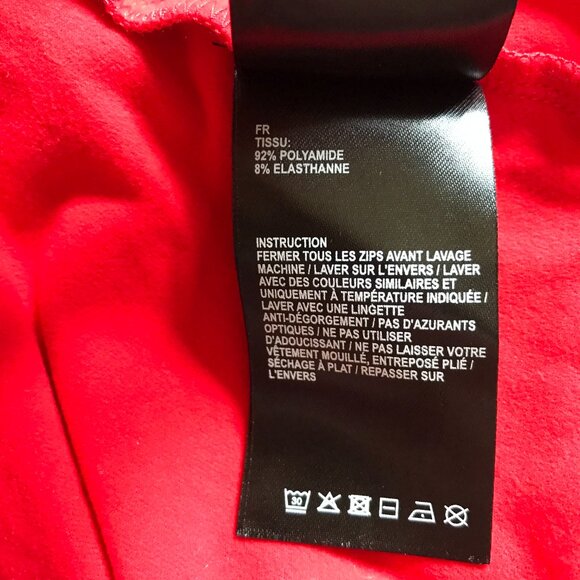 FR
TISSU:
92% POLYAMIDE
8% ELASTHANNE
INSTRUCTION
FERMER TOUS LES ZIPS AVANT LAVAGE
MACHINE / LAVER SUR L'ENVERS / LAVER
AVEC DES COULEURS SIMILAIRES ET
UNIQUEMENT À TEMPÉRATURE INDIQUÉE /
LAVER AVEC UNE LINGETTE
ANTI-DÉGORGEMENT / PAS D'AZURANTS
OPTIQUES / NE PAS UTILISER
D'ADOUCISSANT / NE PAS LAISSER VOTRE
VÊTEMENT MOUILLÉ, ENTREPOSÉ PLIÉ /
SÉCHAGE À PLAT / REPASSER SUR
L'ENVERS
30